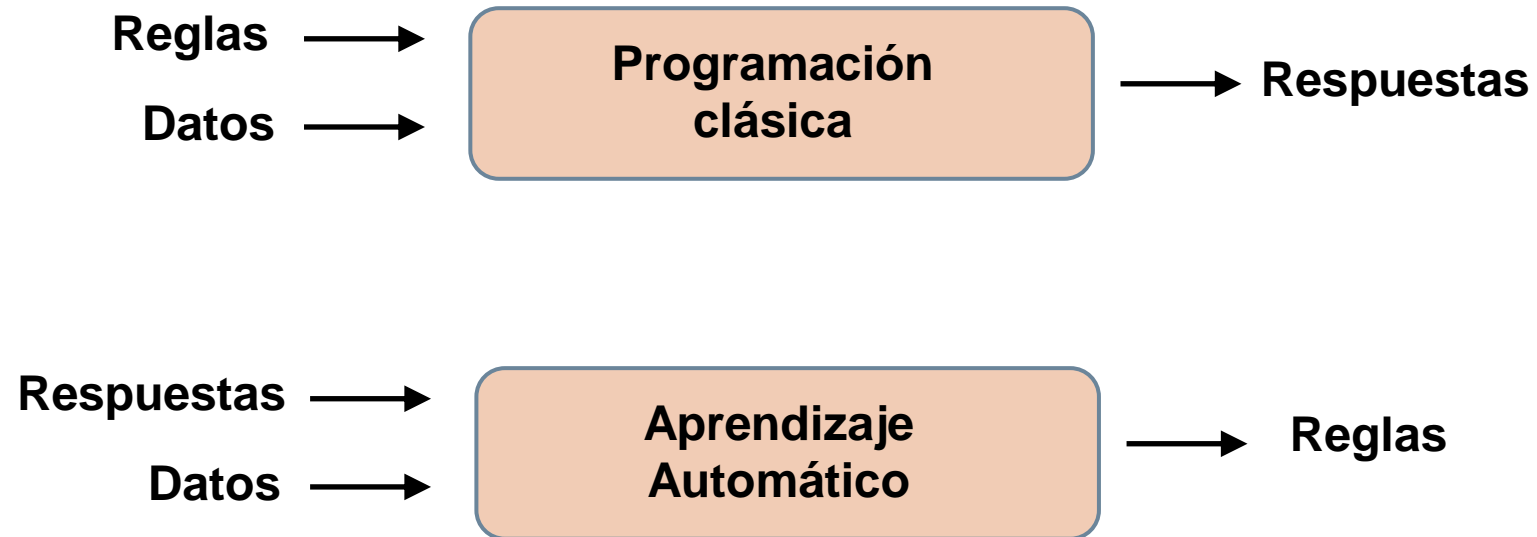 Reglas
Programación
clásica
Datos
Respuestas
Respuestas
Aprendizaje
Automático
Datos
Reglas